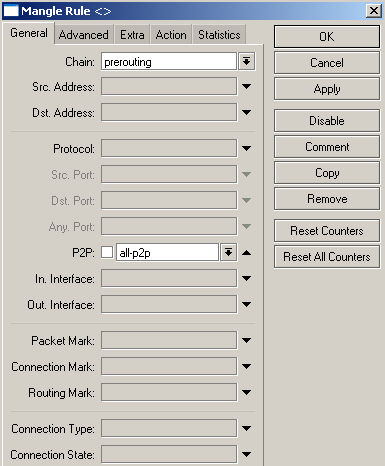 Mangle Rule <>
General Advanced Extra Action Statistics
Chain: prerouting
Src. Address:
Dst. Address:
Protocol:
Src. Port:
Dst. Port:
Any. Port:
P2P: all-p2p
In. Interface:
Out. Interface:
Packet Mark:
Connection Mark:
Routing Mark:
Connection Type:
Connection State:
OK
Cancel
Apply
Disable
Comment
Copy
Remove
Reset Counters
Reset All Counters